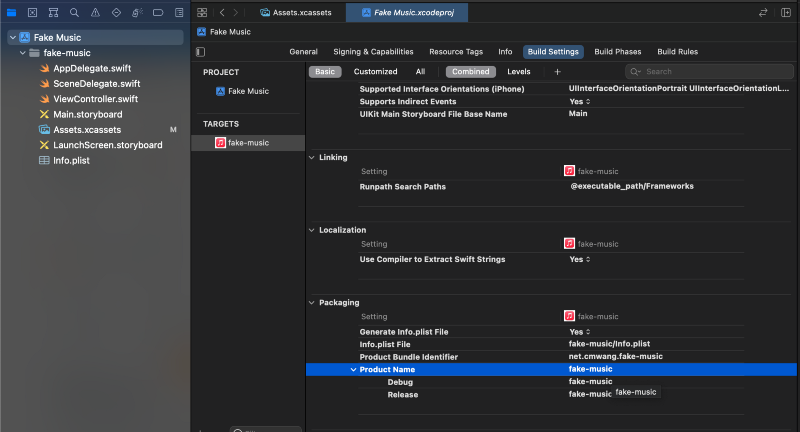 Assets.xcassets
Fake Music.xcodeproj
Fake Music
Fake Music
fake-music
AppDelegate.swift
SceneDelegate.swift
ViewController.swift
Main.storyboard
Assets.xcassets M
LaunchScreen.storyboard
Info.plist
General Signing & Capabilities Resource Tags Info Build Settings Build Phases Build Rules
PROJECT
Fake Music
TARGETS
fake-music
Basic Customized All Combined Levels + Search
Supported Interface Orientations (iPhone) UIInterfaceOrientationPortrait UIInterfaceOrientationL...
Supports Indirect Events Yes
UIKit Main Storyboard File Base Name Main
Linking
Setting fake-music
Runpath Search Paths @executable_path/Frameworks
Localization
Setting fake-music
Use Compiler to Extract Swift Strings Yes
Packaging
Setting fake-music
Generate Info.plist File Yes
Info.plist File fake-music/Info.plist
Product Bundle Identifier net.cmwang.fake-music
Product Name fake-music
Debug fake-music
Release fake-music
fake-music